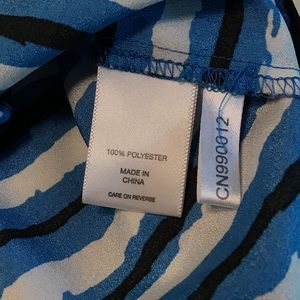 100% POLYESTER
MADE IN
CHINA
CARE ON REVERSE
CN990012